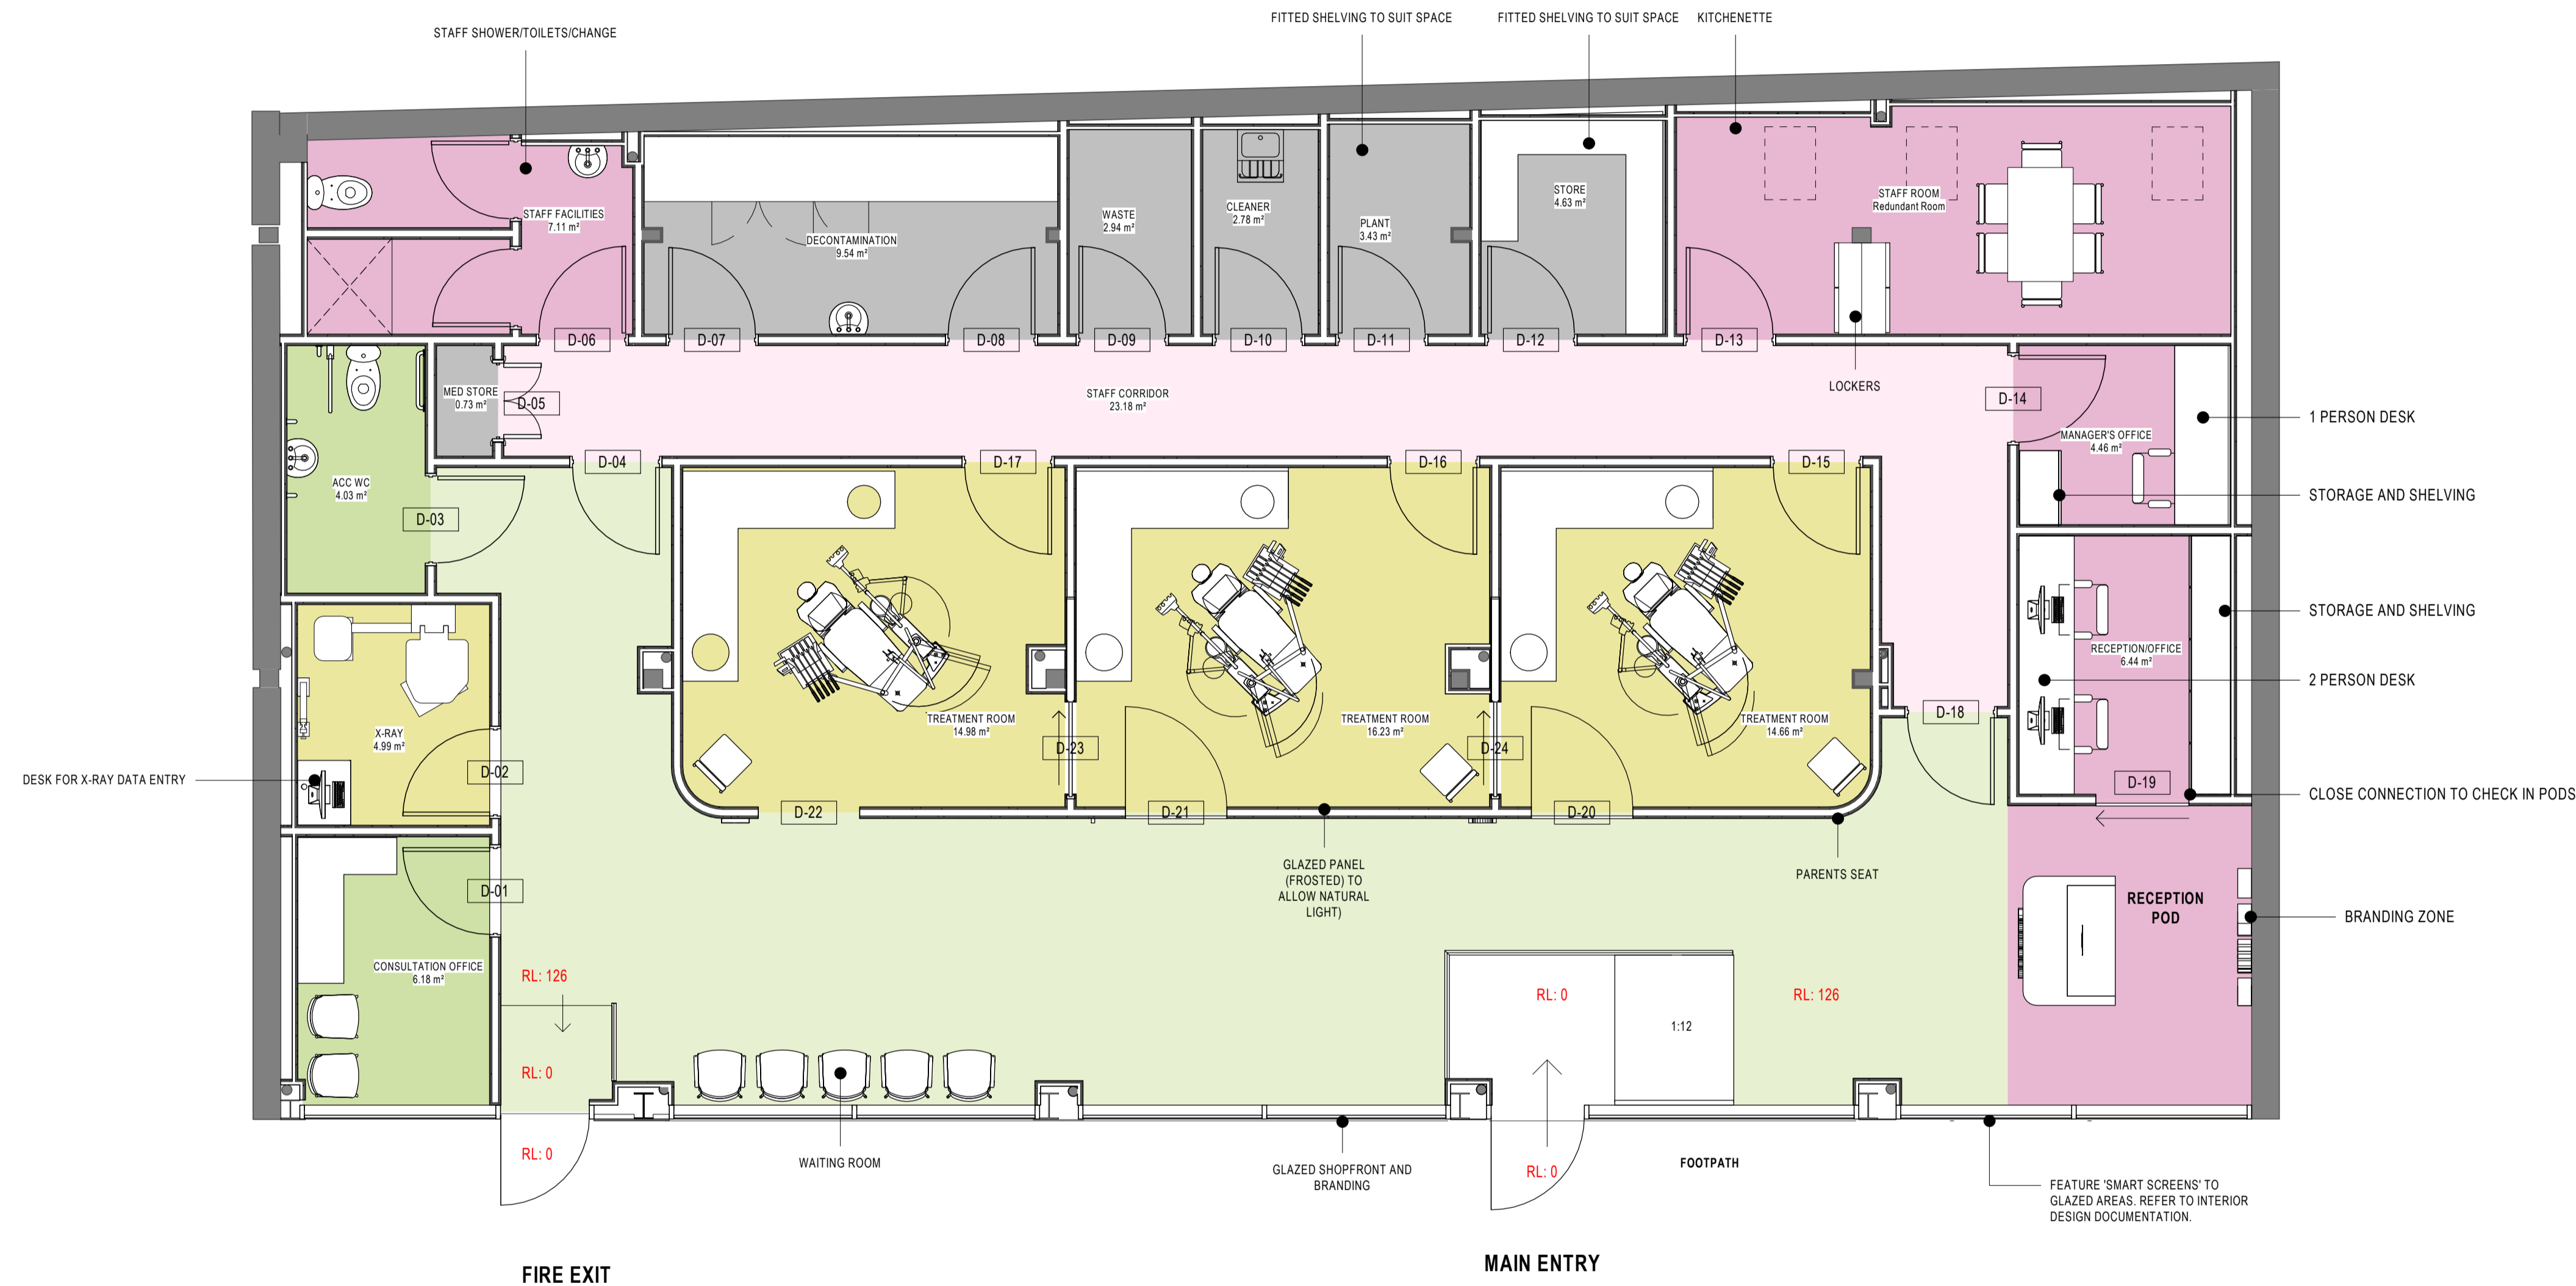 FITTED SHELVING TO SUIT SPACE
FITTED SHELVING TO SUIT SPACE
KITCHENETTE
STAFF SHOWER/TOILETS/CHANGE
STAFF FACILITIES
7.11 m²
DECONTAMINATION
9.54 m²
WASTE
2.94 m²
CLEANER
2.78 m²
PLANT
3.43 m²
STORE
4.63 m²
STAFF ROOM
Redundant Room
D-06
D-07
D-08
D-09
D-10
D-11
D-12
D-13
LOCKERS
MED STORE
0.73 m²
D-05
STAFF CORRIDOR
23.18 m²
D-14
MANAGER'S OFFICE
4.46 m²
1 PERSON DESK
STORAGE AND SHELVING
D-04
D-17
D-16
D-15
ACC WC
4.03 m²
D-03
STORAGE AND SHELVING
RECEPTION/OFFICE
6.44 m²
2 PERSON DESK
X-RAY
4.99 m²
D-02
DESK FOR X-RAY DATA ENTRY
TREATMENT ROOM
14.98 m²
D-23
TREATMENT ROOM
16.23 m²
D-24
TREATMENT ROOM
14.66 m²
D-18
D-19
CLOSE CONNECTION TO CHECK IN PODS
D-22
D-21
D-20
D-01
GLAZED PANEL
(FROSTED) TO
ALLOW NATURAL
LIGHT)
PARENTS SEAT
RECEPTION
POD
BRANDING ZONE
CONSULTATION OFFICE
6.18 m²
RL: 126
RL: 0
RL: 126
1:12
RL: 0
RL: 0
WAITING ROOM
GLAZED SHOPFRONT AND
BRANDING
RL: 0
FOOTPATH
FEATURE 'SMART SCREENS' TO
GLAZED AREAS. REFER TO INTERIOR
DESIGN DOCUMENTATION.
FIRE EXIT
MAIN ENTRY